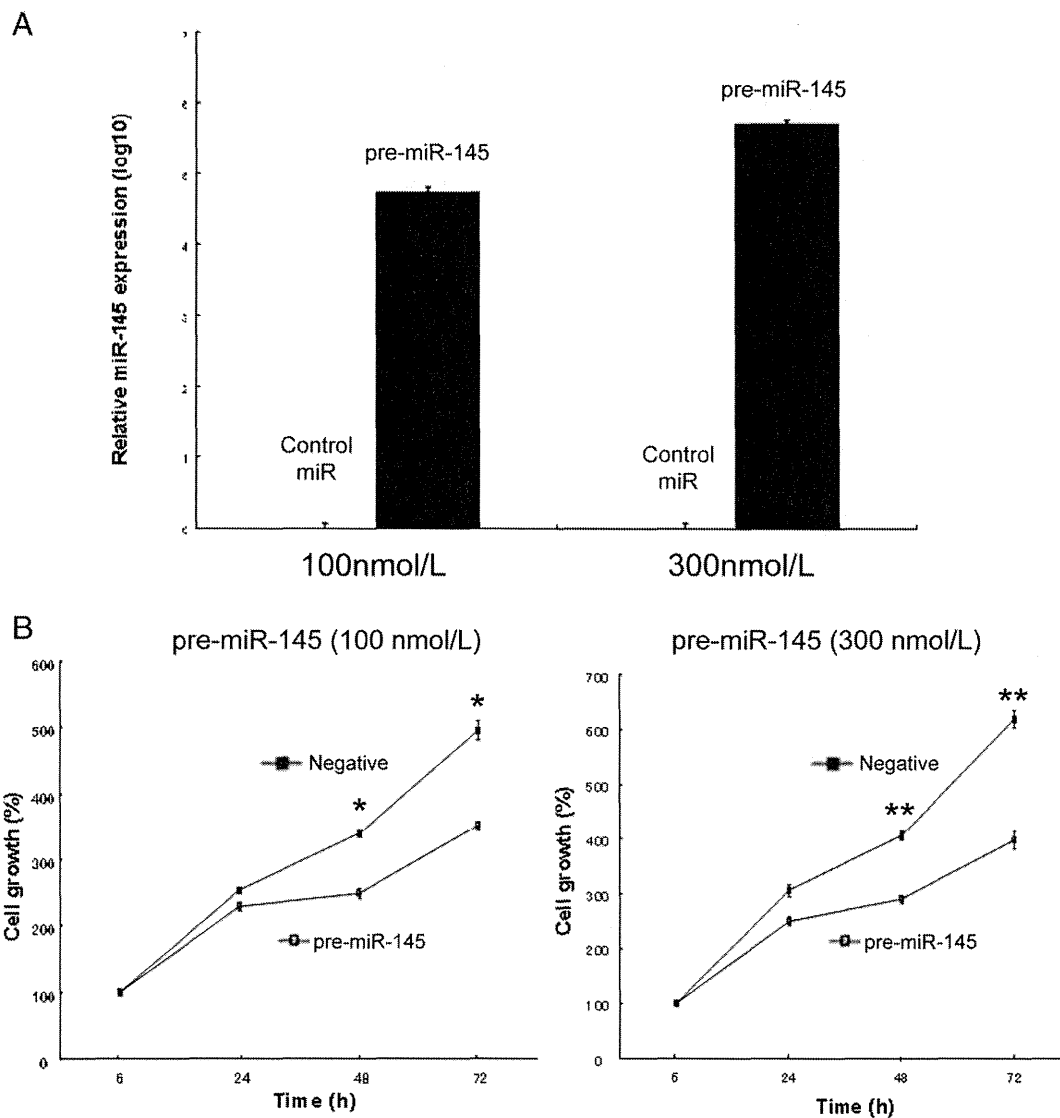 A
Relative miR-145 expression (log10)
4
2
1
pre-miR-145
pre-miR-145
Control
miR
Control
miR
100nmol/L
300nmol/L
B
pre-miR-145 (100 nmol/L)
Cell growth (%)
600
500
400
300
200
100
0
*
*
Negative
pre-miR-145
6
24
48
72
Time (h)
pre-miR-145 (300 nmol/L)
Cell growth (%)
700
600
500
400
300
200
100
0
**
**
Negative
pre-miR-145
6
24
48
72
Time (h)